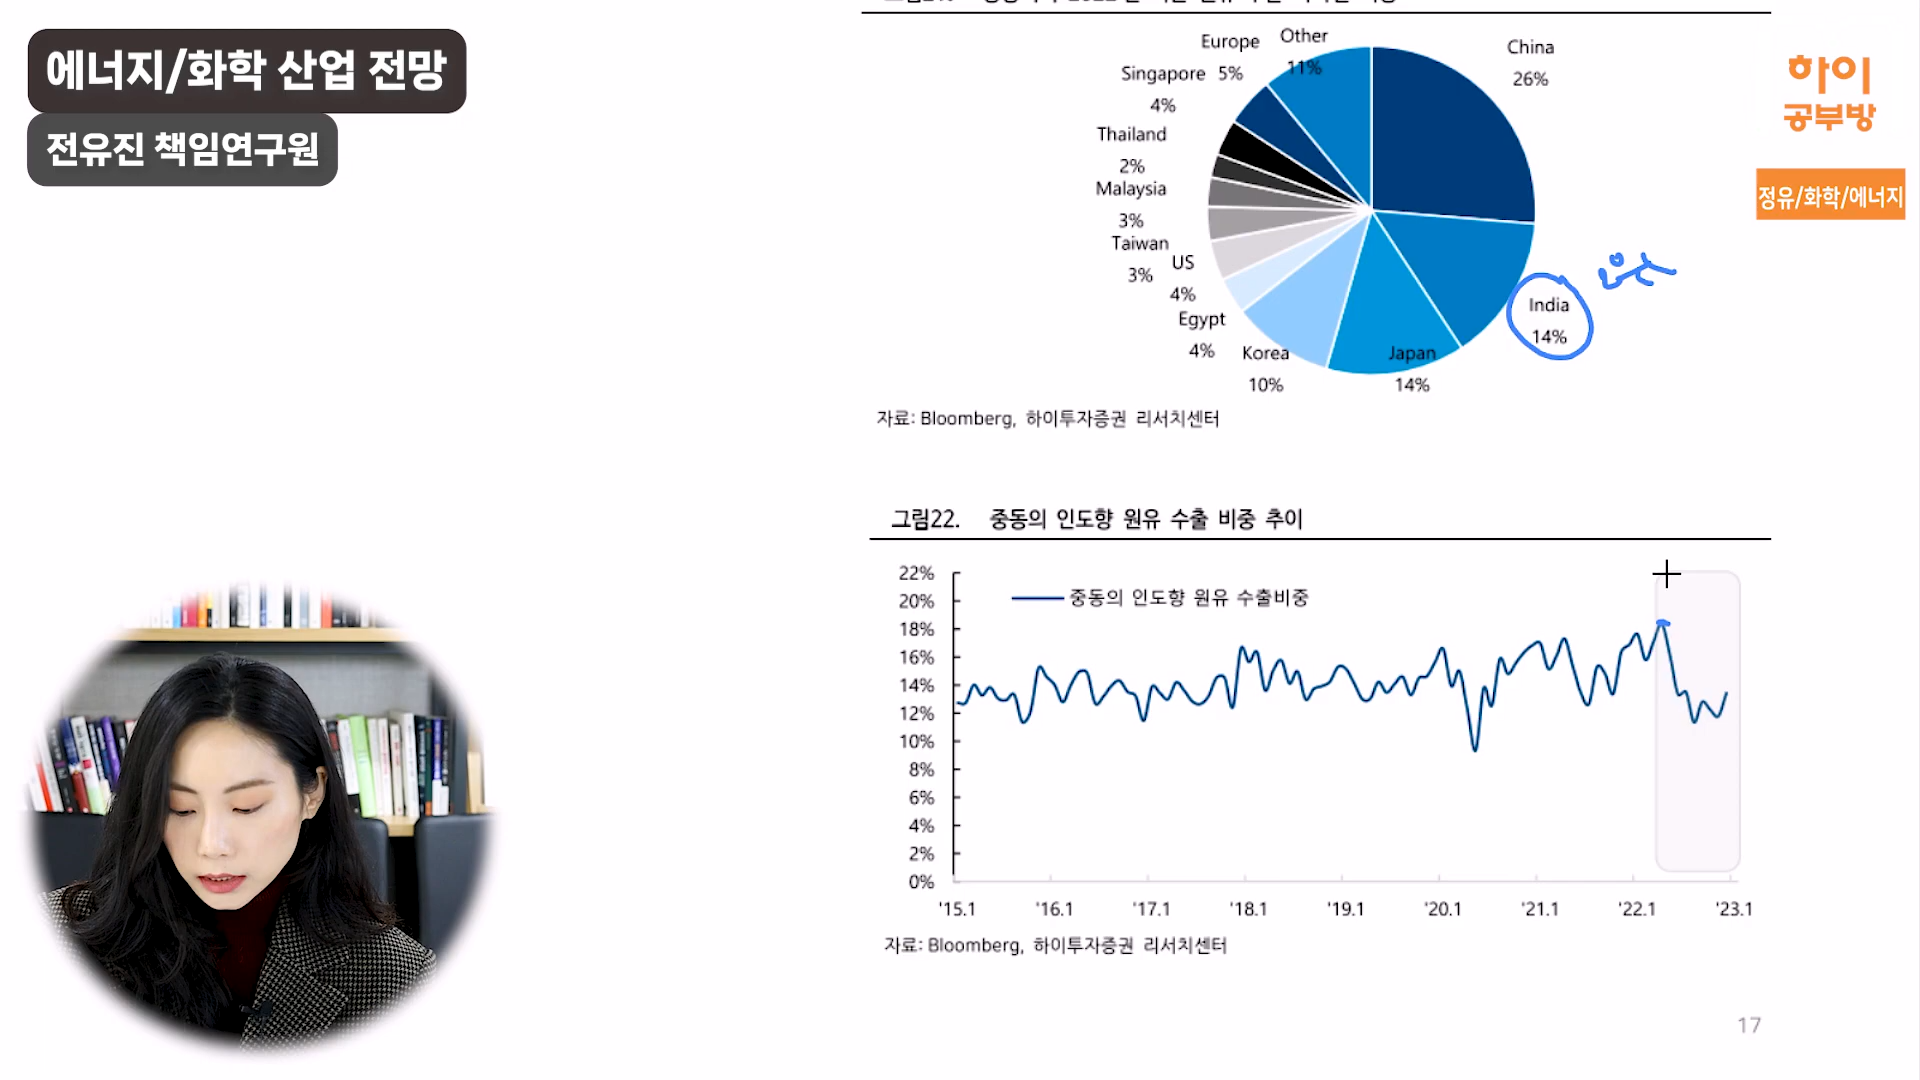 에너지/화학 산업 전망
전유진 책임연구원
하이
공부방
정유/화학/에너지
Other
11%
Europe
5%
Singapore
4%
Thailand
2%
Malaysia
3%
Taiwan
3%
US
4%
Egypt
4%
Korea
10%
Japan
14%
India
14%
China
26%
자료: Bloomberg, 하이투자증권 리서치센터
그림22. 중동의 인도향 원유 수출 비중 추이
중동의 인도향 원유 수출비중
22%
20%
18%
16%
14%
12%
10%
8%
6%
4%
2%
0%
'15.1 '16.1 '17.1 '18.1 '19.1 '20.1 '21.1 '22.1 '23.1
자료: Bloomberg, 하이투자증권 리서치센터
17